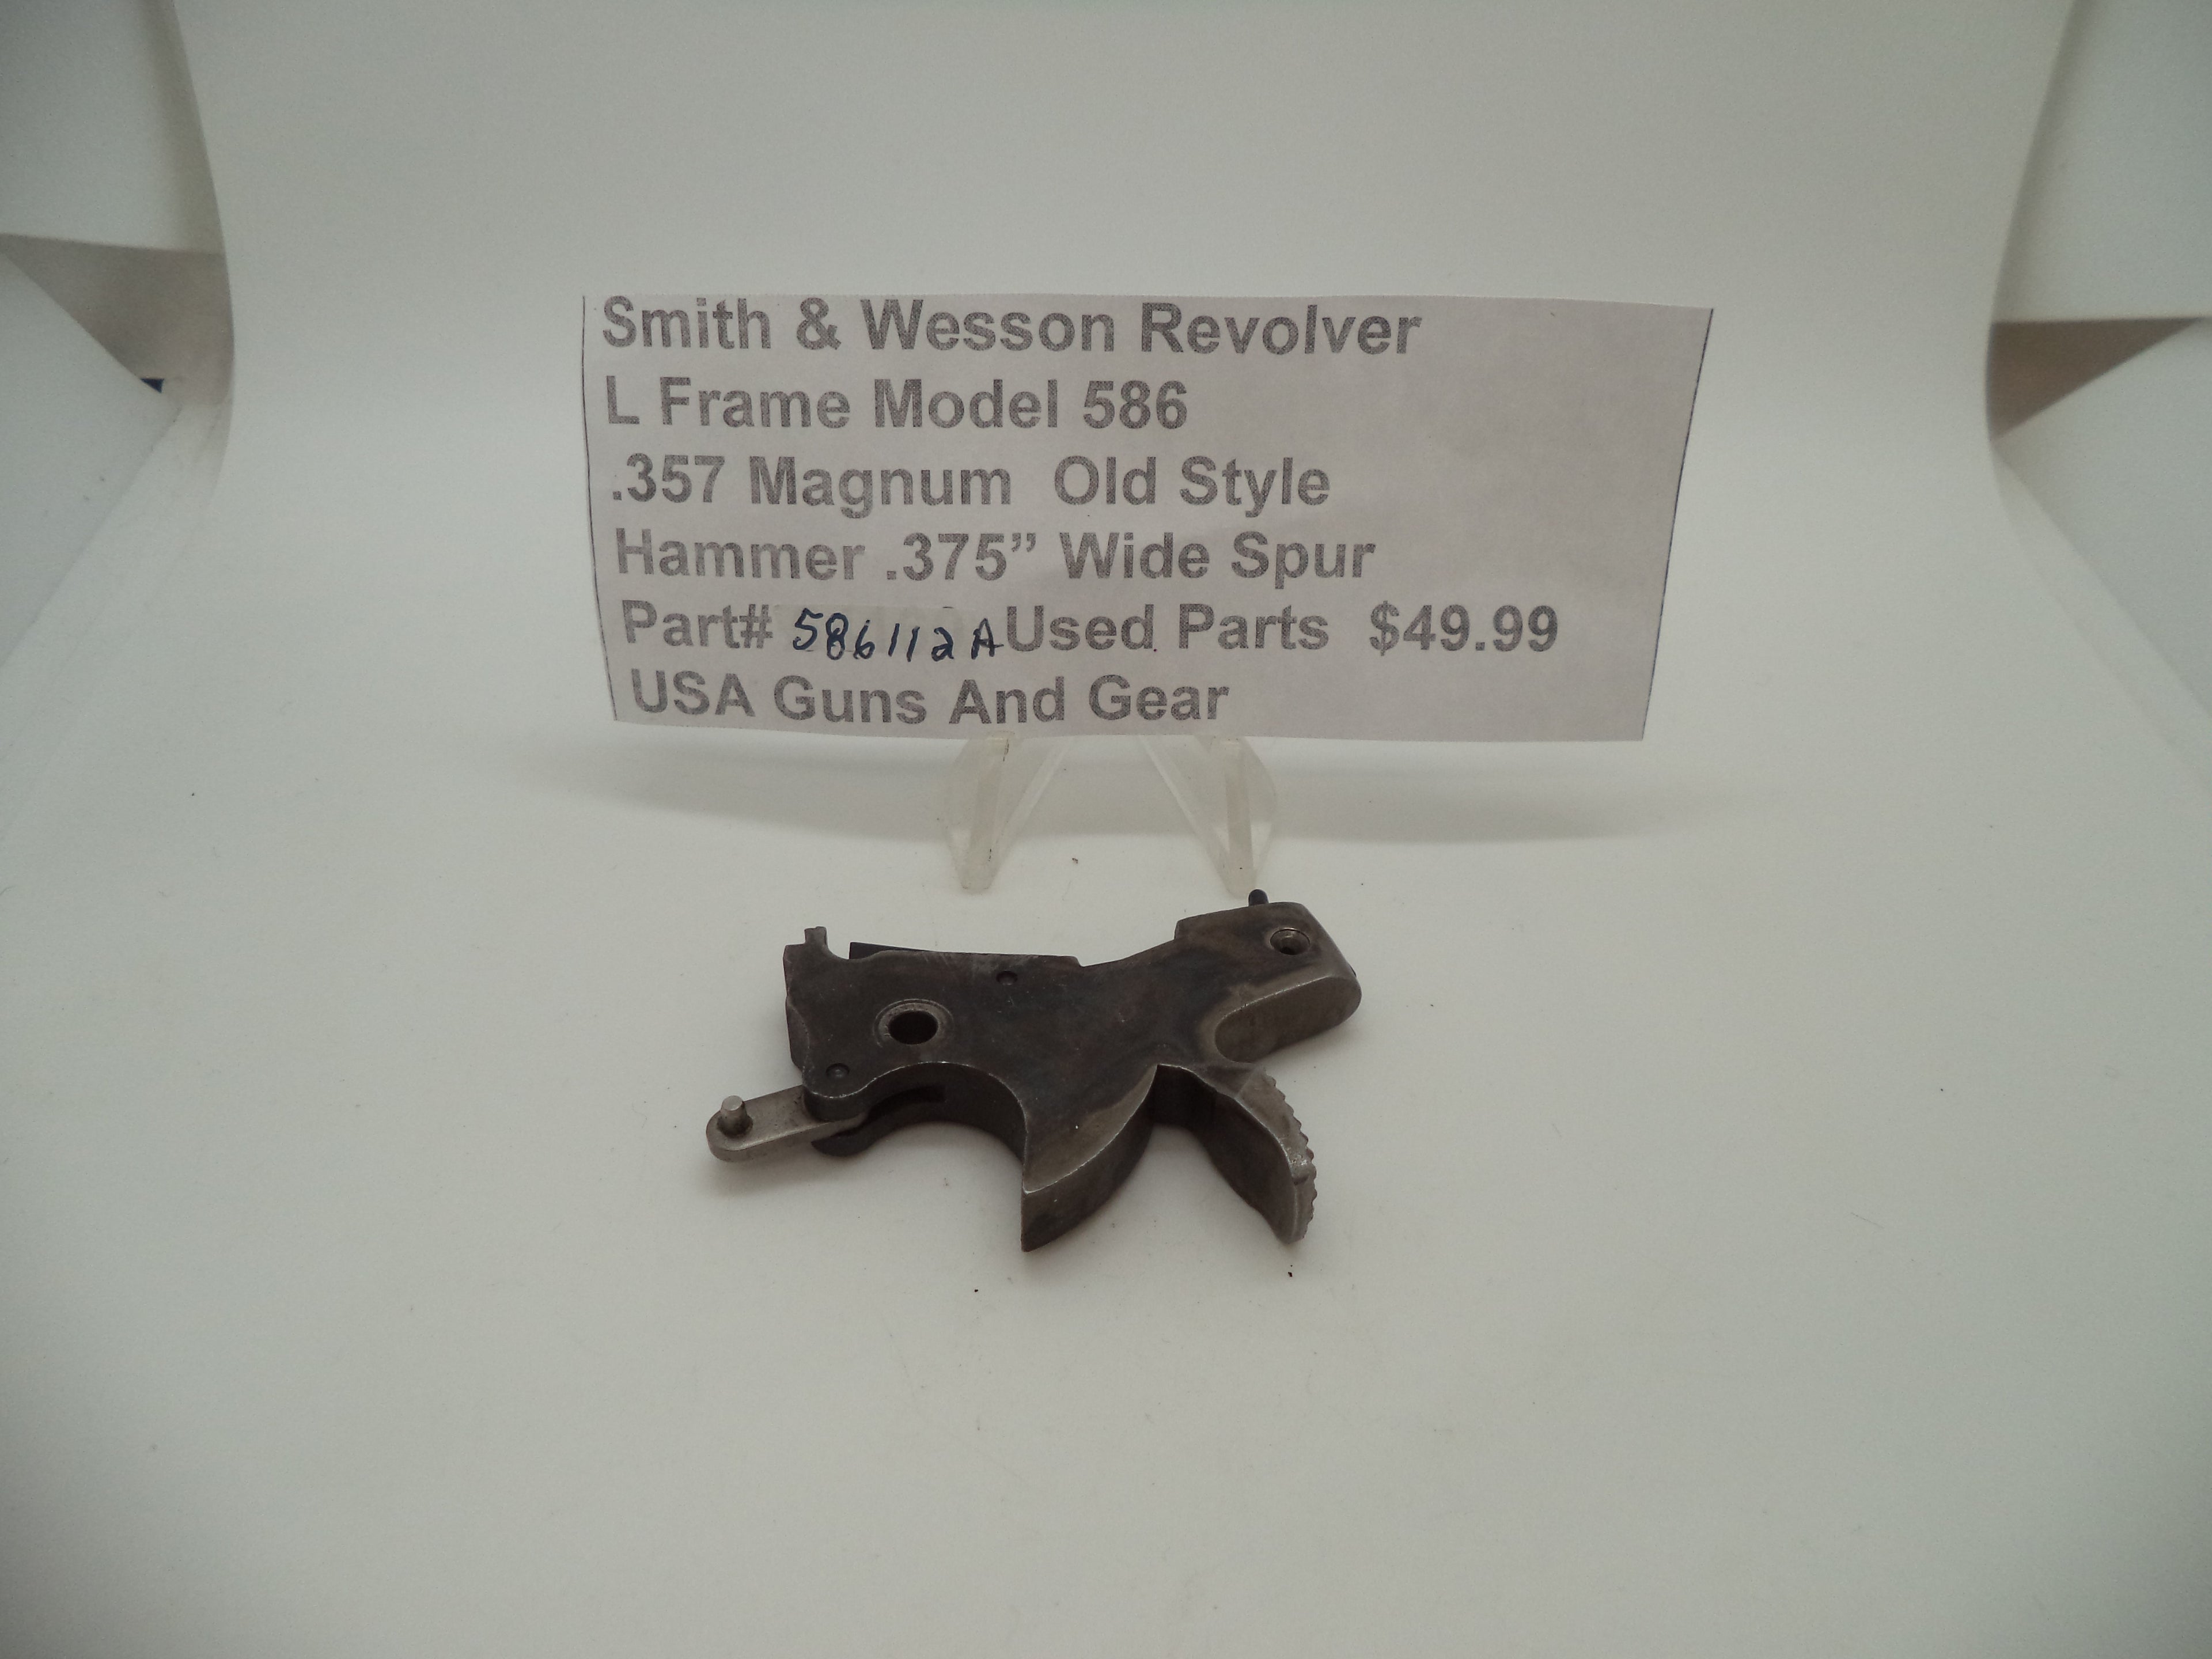 Smith & Wesson Revolver
L Frame Model 586
.357 Magnum  Old Style
Hammer .375” Wide Spur
Part# 586112A Used Parts  $49.99
USA Guns And Gear